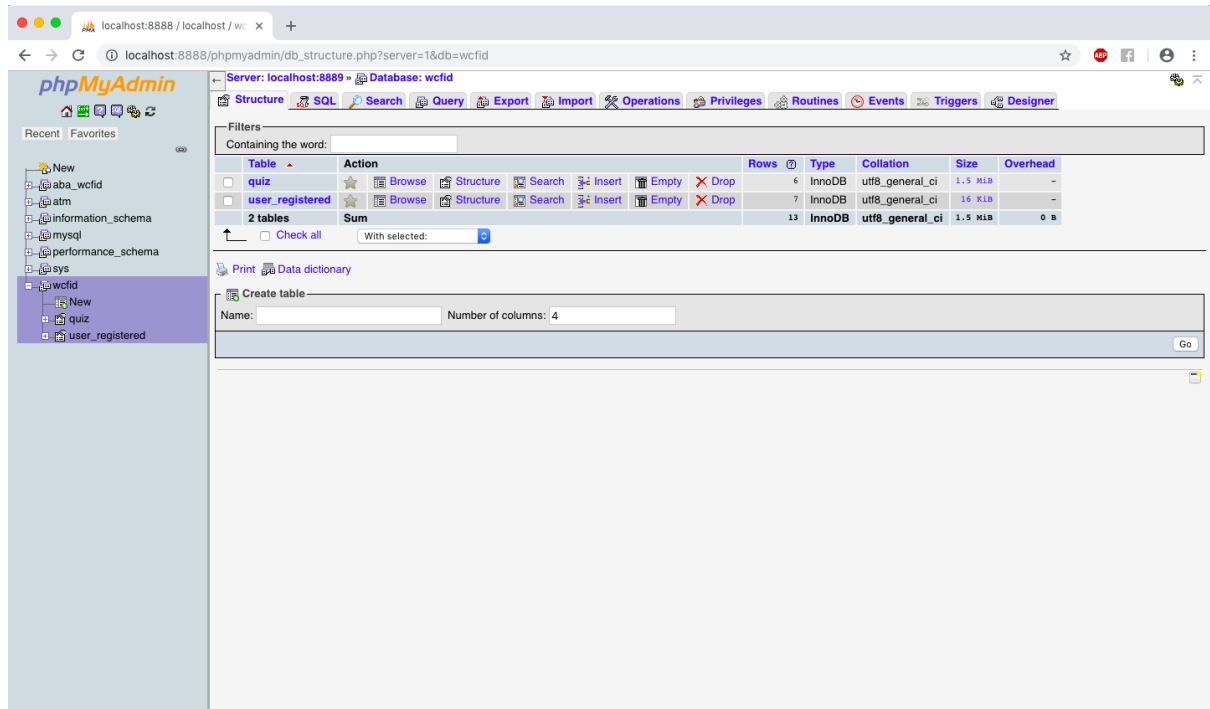 localhost:8888 / localhost / wc
localhost:8888/phpmyadmin/db_structure.php?server=1&db=wcfid
ABP
phpMyAdmin
Recent Favorites
New
aba_wcfid
atm
information_schema
mysql
performance_schema
sys
wcfid
New
quiz
user_registered
Server: localhost:8889 » Database: wcfid
Structure SQL Search Query Export Import Operations Privileges Routines Events Triggers Designer
Filters
Containing the word:
Table Action Rows Type Collation Size Overhead
quiz Browse Structure Search Insert Empty Drop 6 InnoDB utf8_general_ci 1.5 MiB -
user_registered Browse Structure Search Insert Empty Drop 7 InnoDB utf8_general_ci 16 KiB -
2 tables Sum 13 InnoDB utf8_general_ci 1.5 MiB 0 B
Check all With selected:
Print Data dictionary
Create table
Name: Number of columns: 4
Go